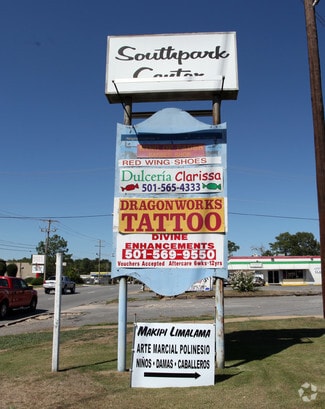 Southpark
Center
RED WING SHOES
Dulcería Clarissa
501-565-4333
DRAGONWORKS
TATTOO
DIVINE
ENHANCEMENTS
501-569-9550
Vouchers Accepted Aftercare 6wks-12yrs
MAKIPI LIMALAMA
ARTE MARCIAL POLINESIO
NIÑOS - DAMAS - CABALLEROS